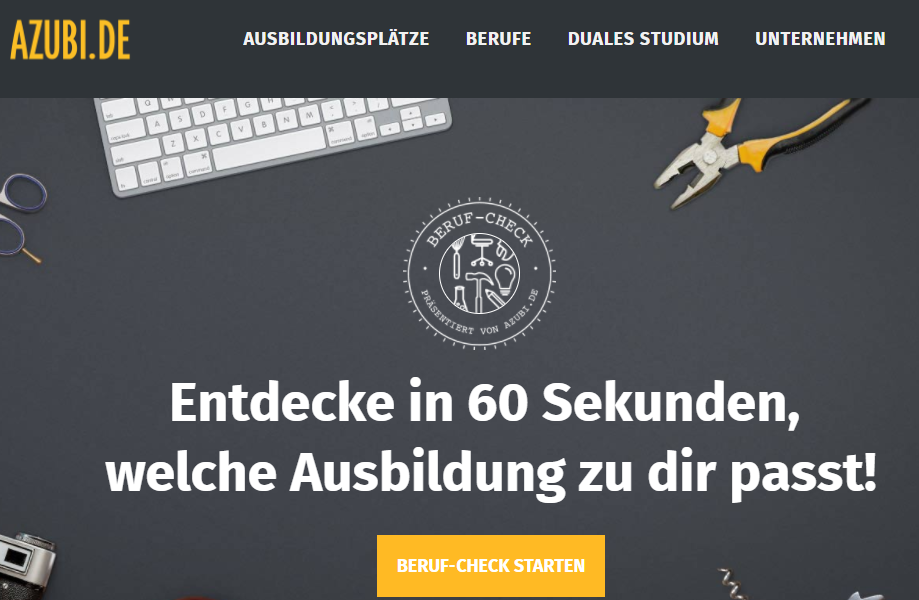 AZUBI.DE
AUSBILDUNGSPLÄTZE BERUFE DUALES STUDIUM UNTERNEHMEN
BERUF-CHECK
PRÄSENTIERT VON AZUBI.DE
Entdecke in 60 Sekunden,
welche Ausbildung zu dir passt!
BERUF-CHECK STARTEN